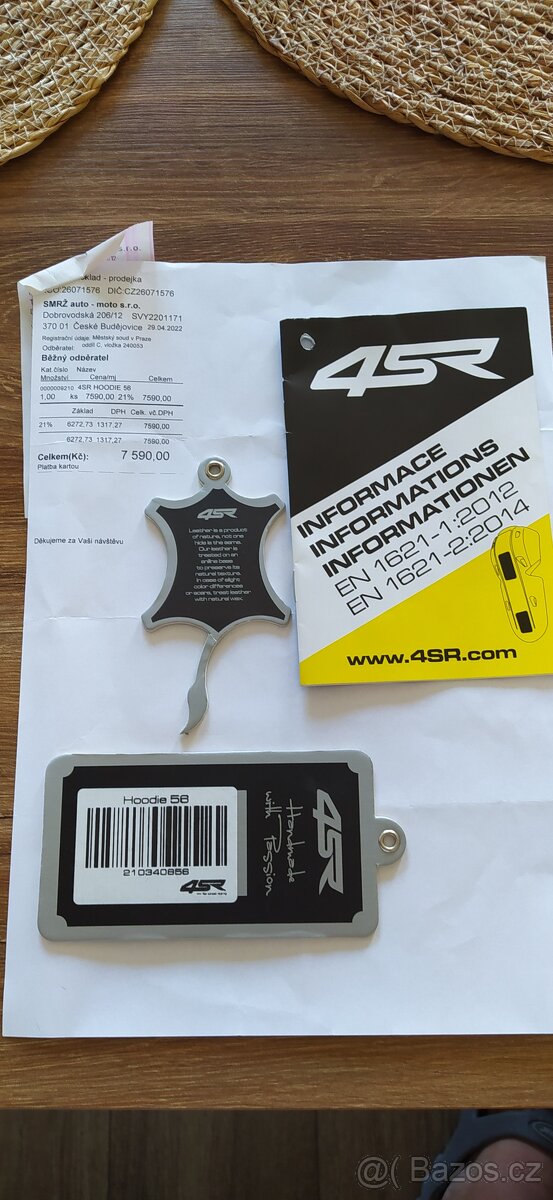 s.r.o.
sklad - prodejka
IČO:26071576 DIČ:CZ26071576
SMRŽ auto - moto s.r.o.
Dobrovodská 206/12 SVY2201171
370 01 České Budějovice 29.04.2022
Registrační údaje: Městský soud v Praze
oddíl C, vložka 240053
Odběratel:
Běžný odběratel
Kat.číslo Název
Množství Cena/mj Celkem
0000009210 4SR HOODIE 58
1,00 ks 7590,00 21% 7590,00
Základ DPH Celk. vč.DPH
21% 6272,73 1317,27 7590,00
6272,73 1317,27 7590,00
Celkem(Kč): 7 590,00
Platba kartou
Děkujeme za Vaši návštěvu
4SR
Leather is a product
of nature, not one
hide is the same.
Our leather is
treated on an
aniline base
to preserve its
natural texture.
In case of slight
color differences
or scars, treat leather
with natural wax.
4SR
INFORMACE
INFORMATIONS
INFORMATIONEN
EN 1621-1:2012
EN 1621-2:2014
www.4SR.com
Hoodie 58
210340856
4SR
4SR
Handmade
with Passion
@( Bazos.cz